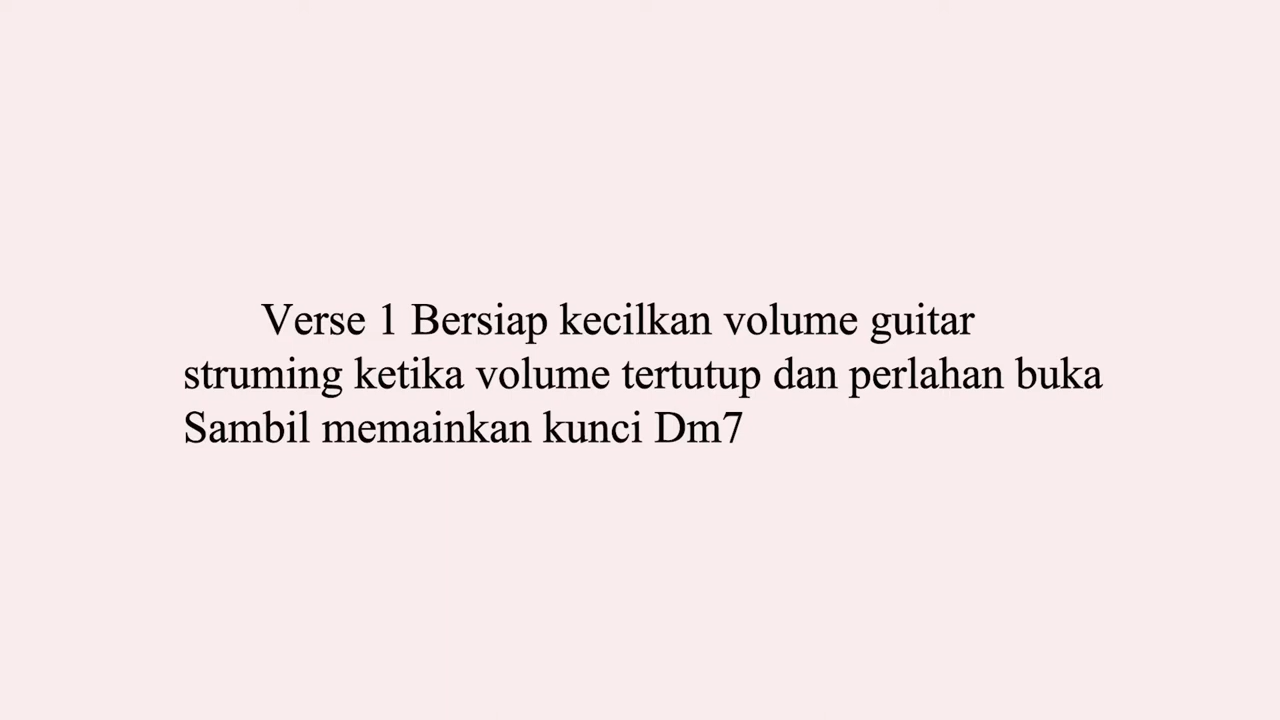 Verse 1 Bersiap kecilkan volume guitar
struming ketika volume tertutup dan perlahan buka
Sambil memainkan kunci Dm7